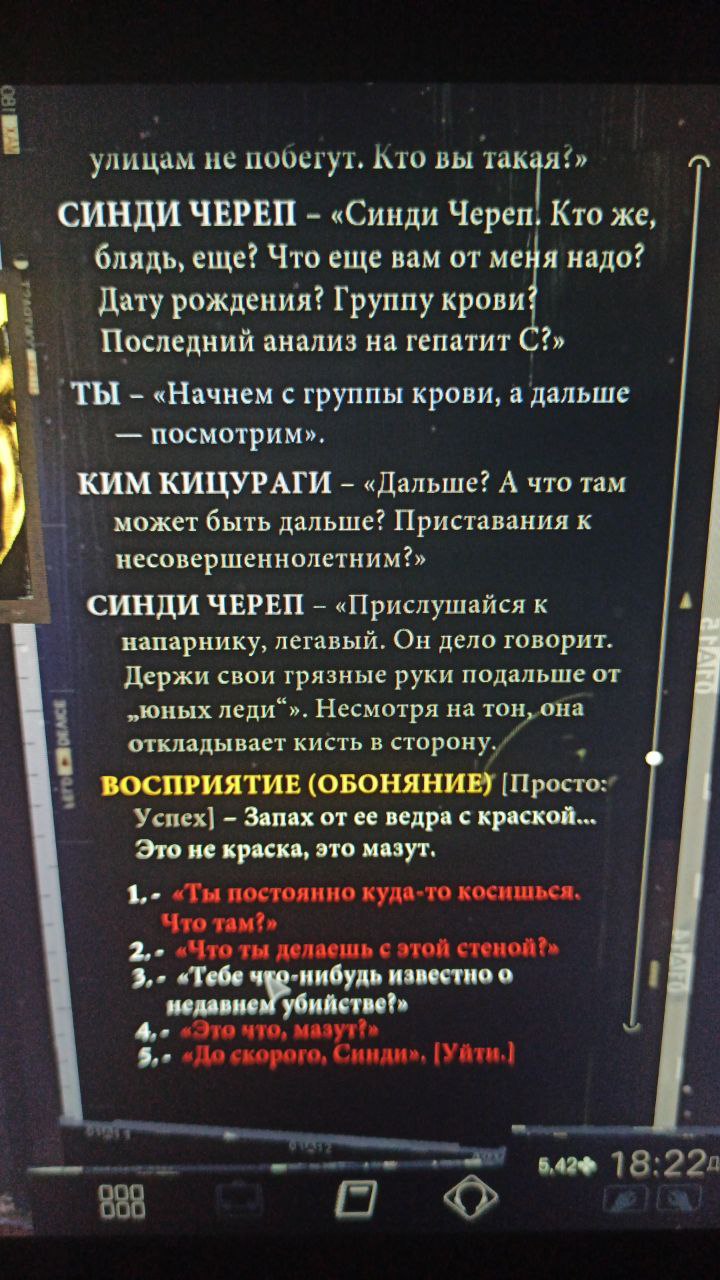 улицам не побегут. Кто вы такая?»
СИНДИ ЧЕРЕП – «Синди Череп. Кто же,
блядь, еще? Что еще вам от меня надо?
Дату рождения? Группу крови?
Последний анализ на гепатит С?»
ТЫ – «Начнем с группы крови, а дальше
— посмотрим».
КИМ КИЦУРАГИ – «Дальше? А что там
может быть дальше? Приставания к
несовершеннолетним?»
СИНДИ ЧЕРЕП – «Прислушайся к
напарнику, легавый. Он дело говорит.
Держи свои грязные руки подальше от
„юных леди“». Несмотря на тон, она
откладывает кисть в сторону.
ВОСПРИЯТИЕ (ОБОНЯНИЕ) [Просто:
Успех] – Запах от ее ведра с краской...
Это не краска, это мазут.
1. - «Ты постоянно куда-то косишься.
Что там?»
2. - «Что ты делаешь с этой стеной?»
3. - «Тебе что-нибудь известно о
недавнем убийстве?»
4. - «Это что, мазут?»
5. - «До скорого, Синди». [Уйти.]
5.42 18:22